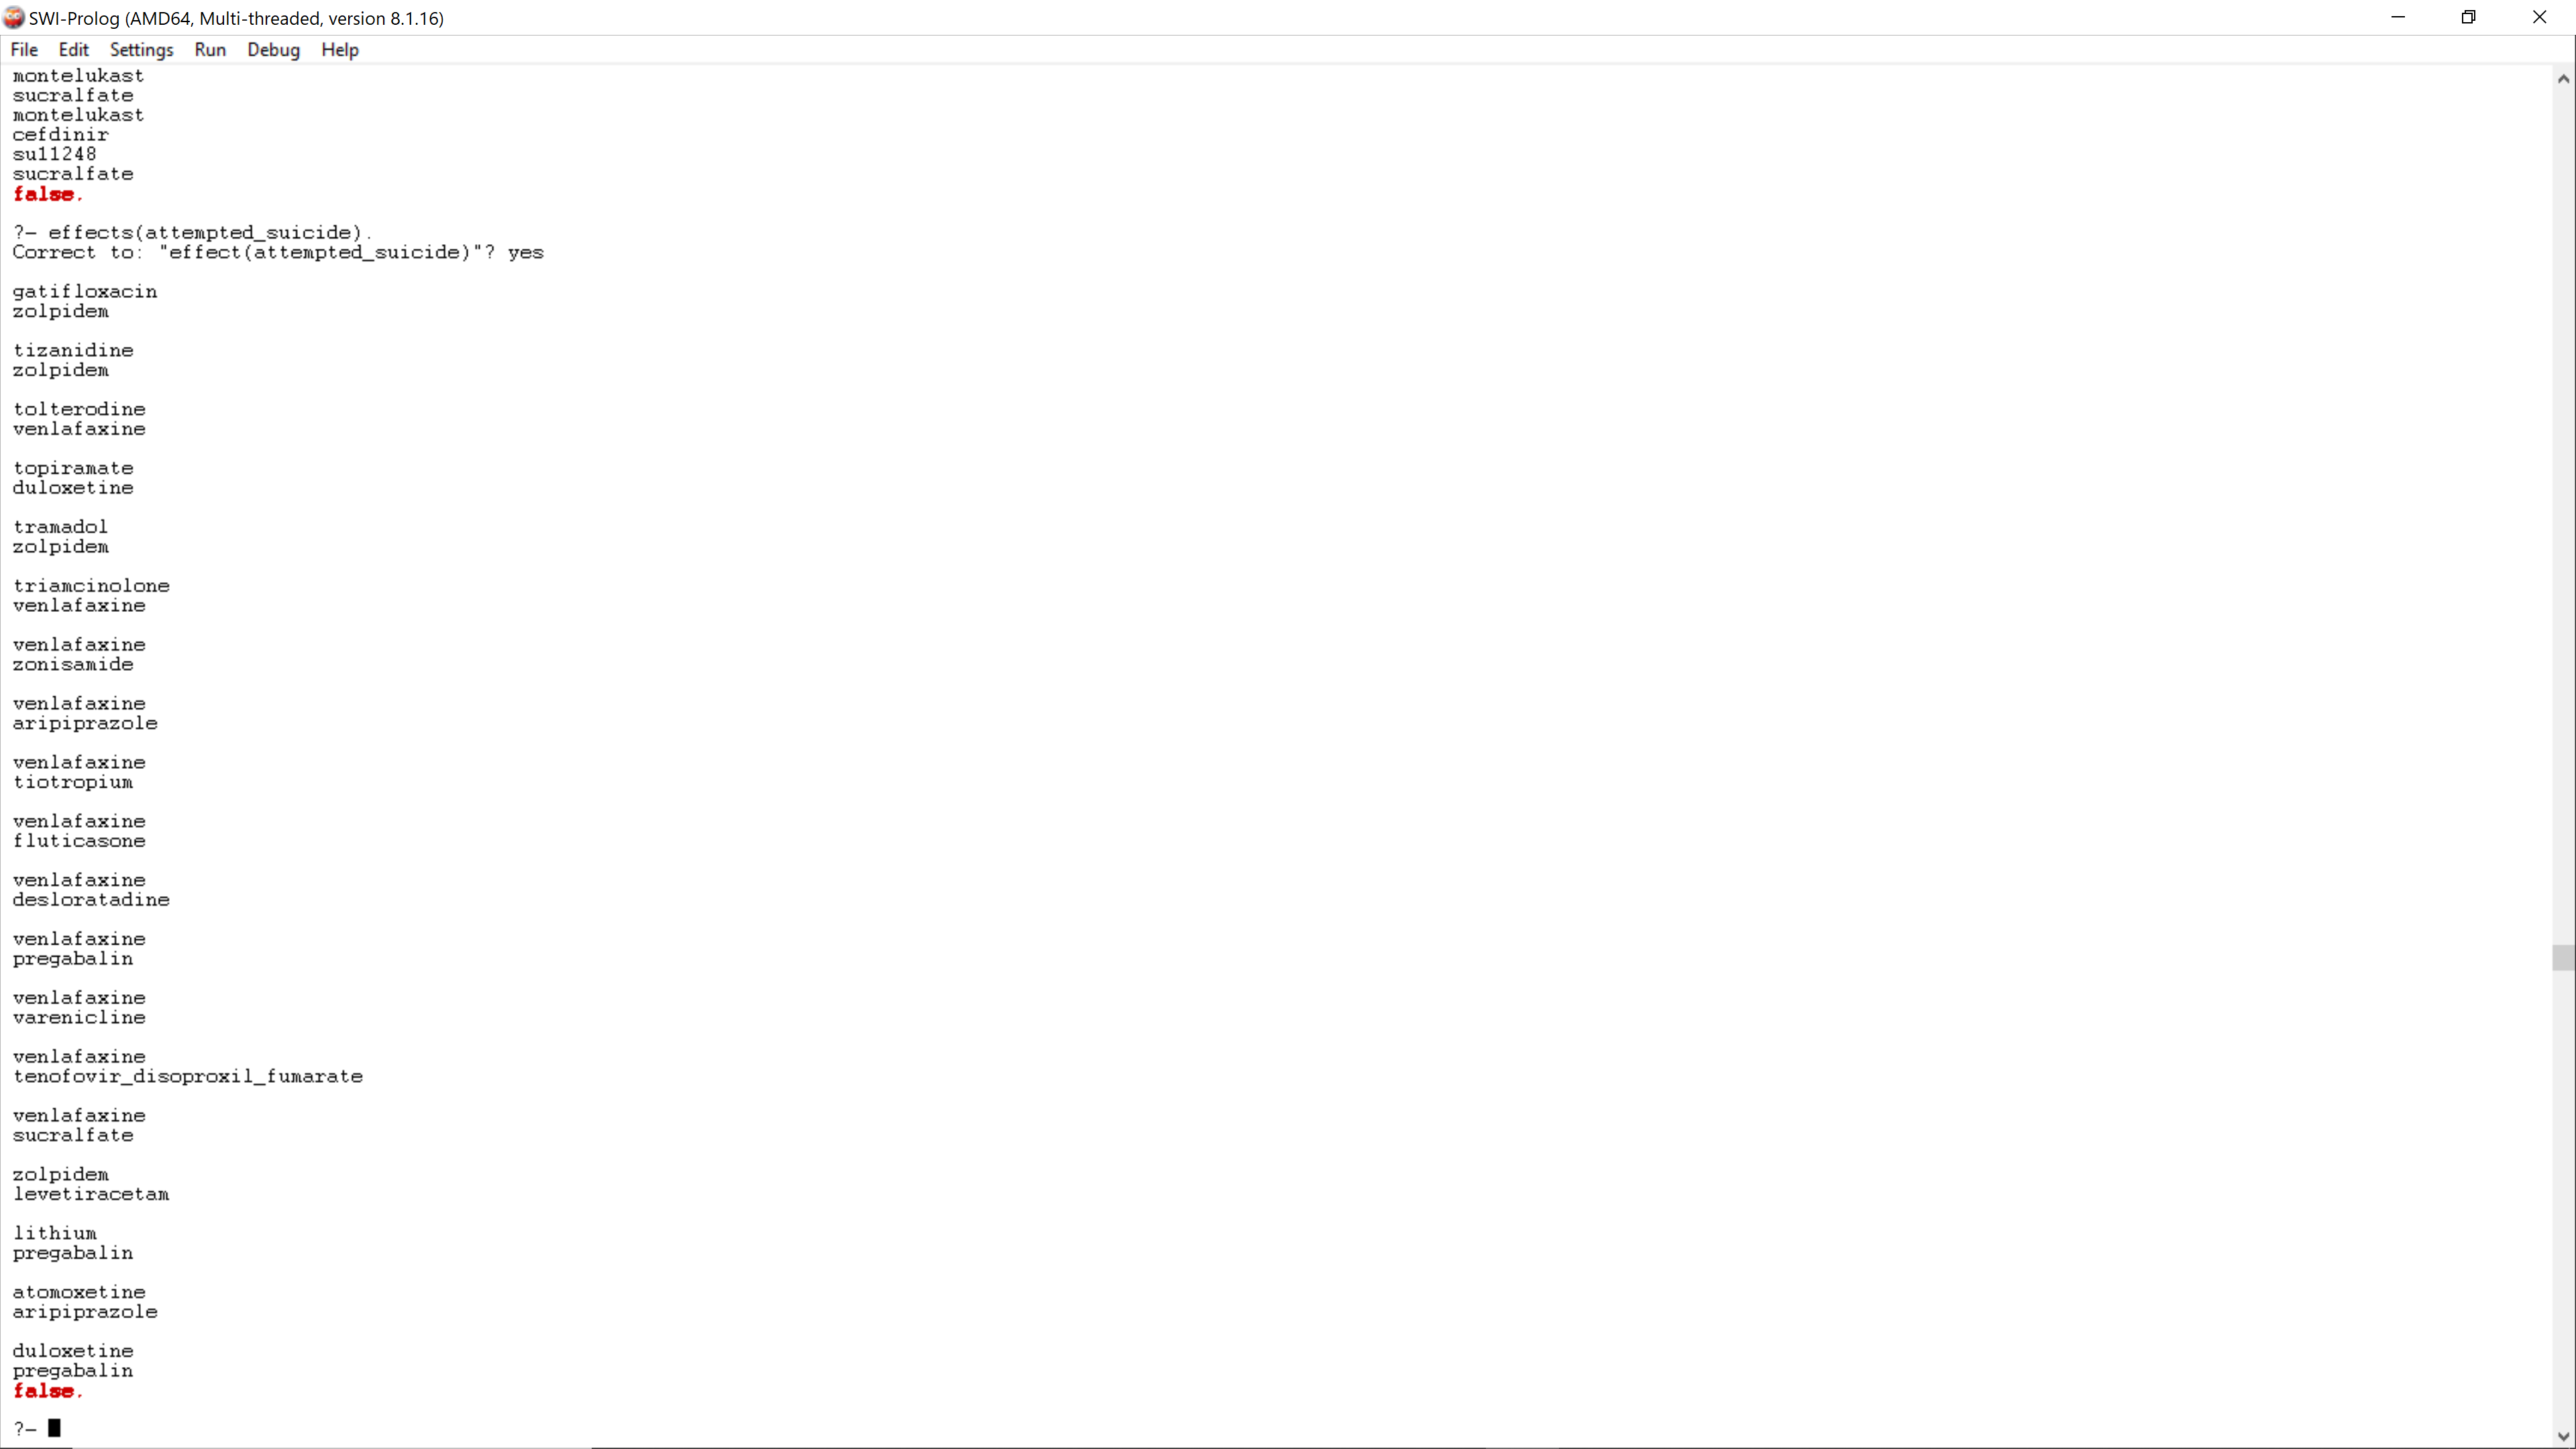 SWI-Prolog (AMD64, Multi-threaded, version 8.1.16)
File Edit Settings Run Debug Help
montelukast
sucralfate
montelukast
cefdinir
su11248
sucralfate
false.
?- effects(attempted_suicide).
Correct to: "effect(attempted_suicide)"? yes
gatifloxacin
zolpidem
tizanidine
zolpidem
tolterodine
venlafaxine
topiramate
duloxetine
tramadol
zolpidem
triamcinolone
venlafaxine
venlafaxine
zonisamide
venlafaxine
aripiprazole
venlafaxine
tiotropium
venlafaxine
fluticasone
venlafaxine
desloratadine
venlafaxine
pregabalin
venlafaxine
varenicline
venlafaxine
tenofovir_disoproxil_fumarate
venlafaxine
sucralfate
zolpidem
levetiracetam
lithium
pregabalin
atomoxetine
aripiprazole
duloxetine
pregabalin
false.
?-